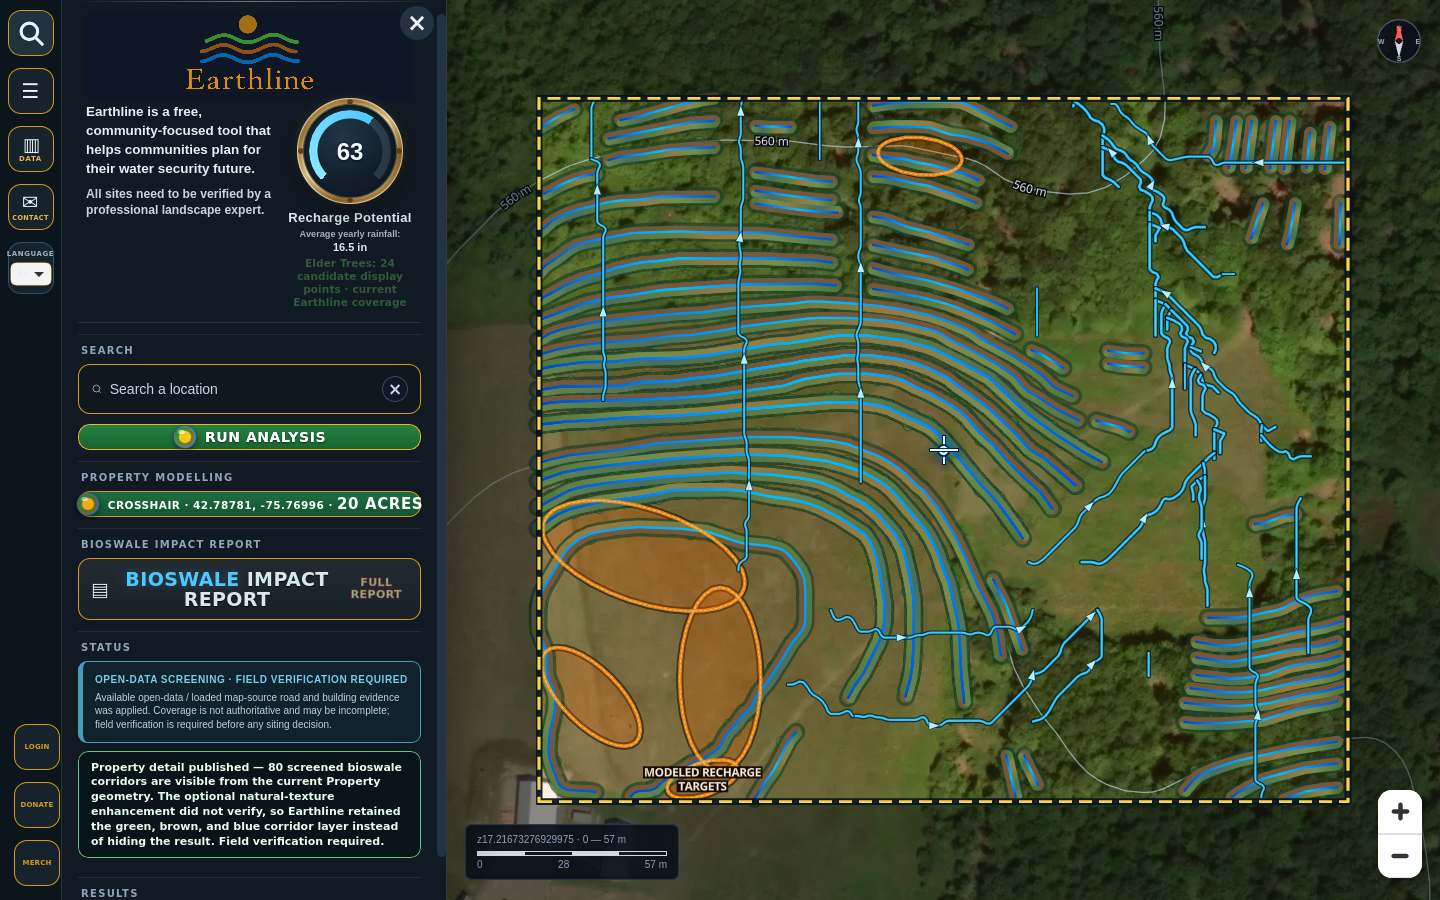 DATA
CONTACT
LANGUAGE
LOGIN
DONATE
MERCH
Earthline
Earthline is a free,
community-focused tool that
helps communities plan for
their water security future.
All sites need to be verified by a
professional landscape expert.
63
Recharge Potential
Average yearly rainfall:
16.5 in
Elder Trees: 24
candidate display
points · current
Earthline coverage
SEARCH
Search a location
RUN ANALYSIS
PROPERTY MODELLING
CROSSHAIR · 42.78781, -75.76996 · 20 ACRES
BIOSWALE IMPACT REPORT
BIOSWALE IMPACT
REPORT
FULL
REPORT
STATUS
OPEN-DATA SCREENING · FIELD VERIFICATION REQUIRED
Available open-data / loaded map-source road and building evidence
was applied. Coverage is not authoritative and may be incomplete;
field verification is required before any siting decision.
Property detail published — 80 screened bioswale
corridors are visible from the current Property
geometry. The optional natural-texture
enhancement did not verify, so Earthline retained
the green, brown, and blue corridor layer instead
of hiding the result. Field verification required.
RESULTS
560 m
560 m
560 m
560 m
N
W
E
S
MODELED RECHARGE
TARGETS
z17.21673276929975 · 0 — 57 m
0
28
57 m